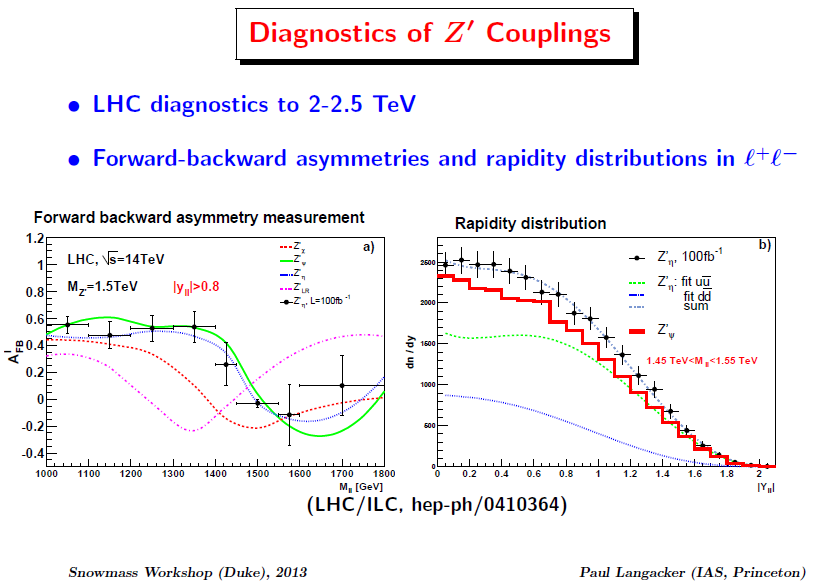 Diagnostics of Z′ Couplings
• LHC diagnostics to 2-2.5 TeV
• Forward-backward asymmetries and rapidity distributions in ℓ⁺ℓ⁻
Forward backward asymmetry measurement
a)
LHC, √s=14TeV
M_Z'=1.5TeV
|y_ll|>0.8
Z'_χ
Z'_ψ
Z'_η
Z'_LR
Z'_η, L=100fb⁻¹
A^l_FB
1.2
1
0.8
0.6
0.4
0.2
0
-0.2
-0.4
1000 1100 1200 1300 1400 1500 1600 1700 1800
M_ll [GeV]
Rapidity distribution
b)
Z'_η, 100fb⁻¹
Z'_η: fit uū
fit dd̄
sum
Z'_ψ
1.45 TeV<M_ll<1.55 TeV
dn / dy
2500
2000
1500
1000
500
0
0 0.2 0.4 0.6 0.8 1 1.2 1.4 1.6 1.8 2
|Y_ll|
(LHC/ILC, hep-ph/0410364)
Snowmass Workshop (Duke), 2013
Paul Langacker (IAS, Princeton)